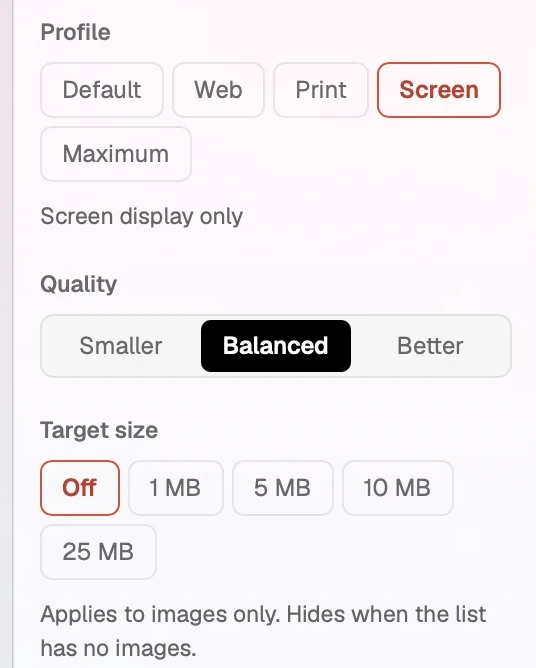 Profile
Default Web Print Screen
Maximum
Screen display only
Quality
Smaller Balanced Better
Target size
Off 1 MB 5 MB 10 MB
25 MB
Applies to images only. Hides when the list
has no images.